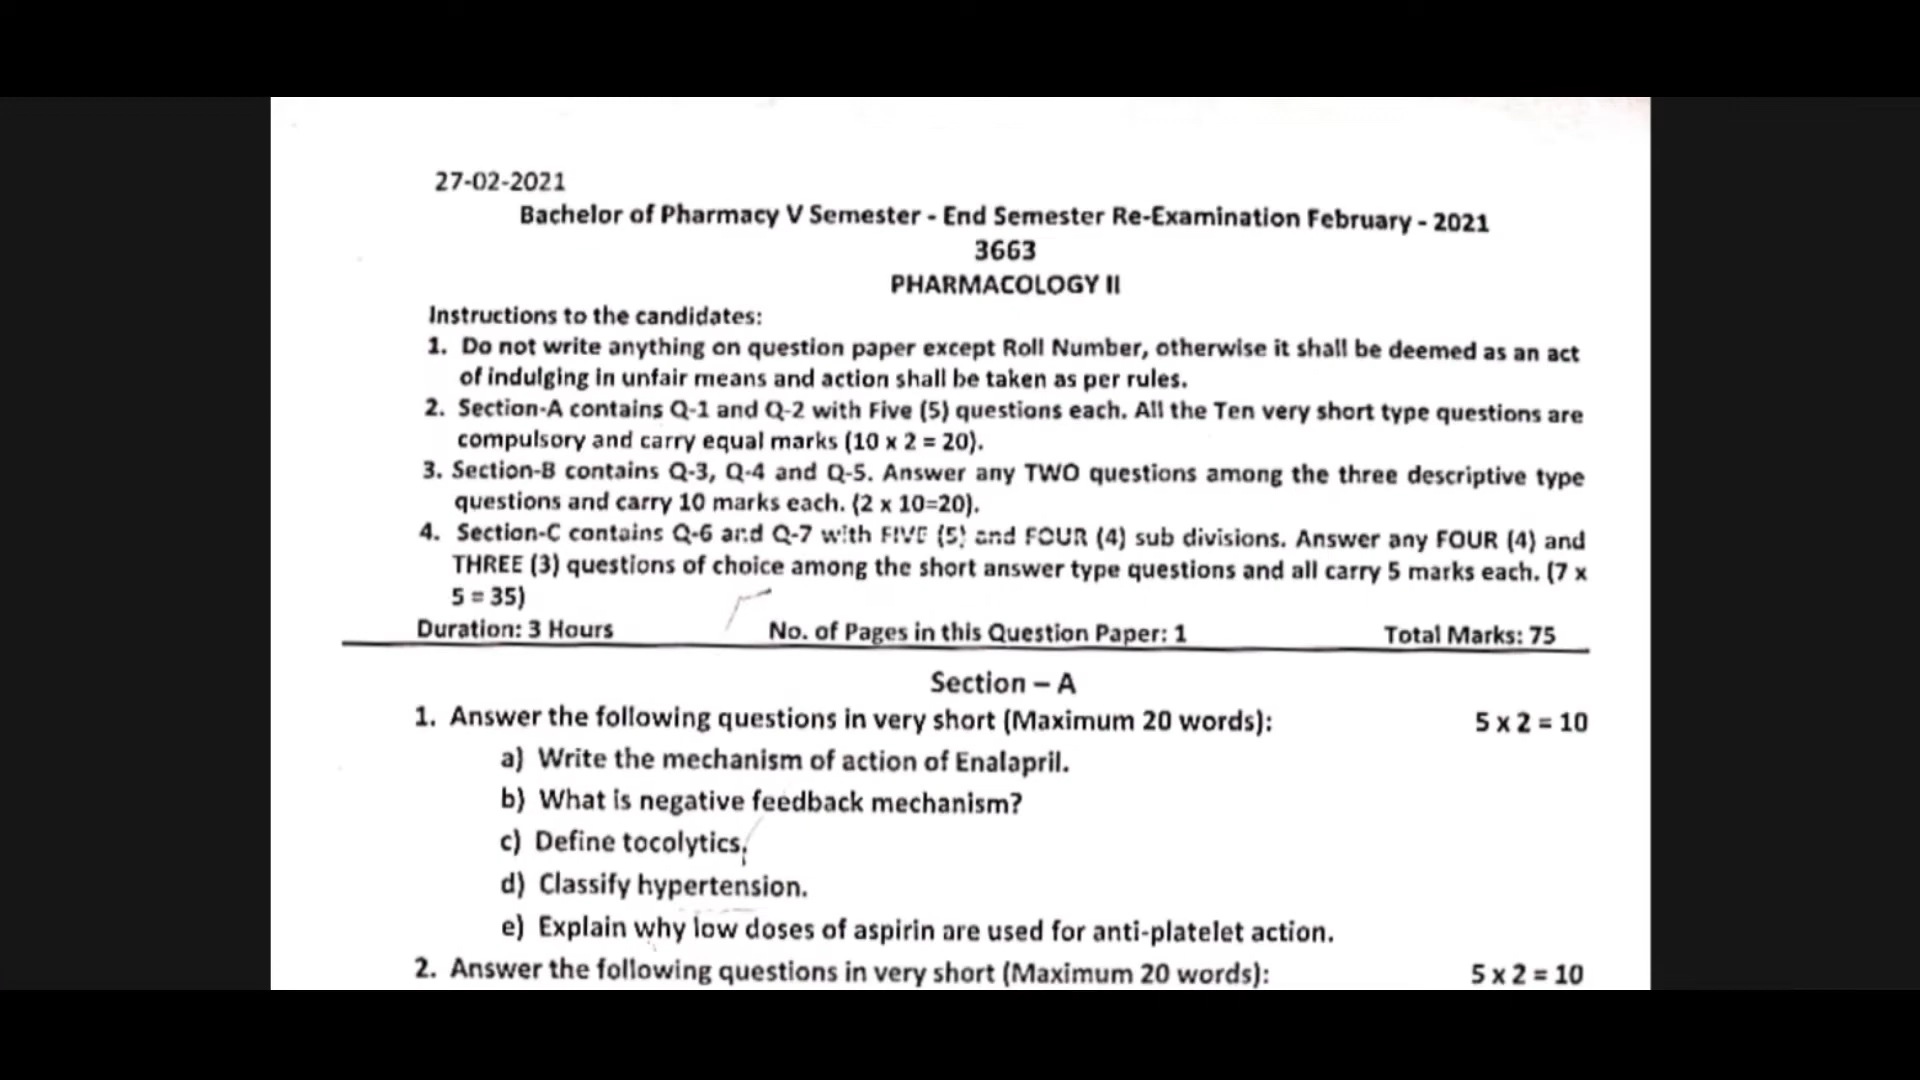 27-02-2021
Bachelor of Pharmacy V Semester - End Semester Re-Examination February - 2021
3663
PHARMACOLOGY II
Instructions to the candidates:
1. Do not write anything on question paper except Roll Number, otherwise it shall be deemed as an act
of indulging in unfair means and action shall be taken as per rules.
2. Section-A contains Q-1 and Q-2 with Five (5) questions each. All the Ten very short type questions are
compulsory and carry equal marks (10 x 2 = 20).
3. Section-B contains Q-3, Q-4 and Q-5. Answer any TWO questions among the three descriptive type
questions and carry 10 marks each. (2 x 10=20).
4. Section-C contains Q-6 and Q-7 with FIVE (5) and FOUR (4) sub divisions. Answer any FOUR (4) and
THREE (3) questions of choice among the short answer type questions and all carry 5 marks each. (7 x
5 = 35)
Duration: 3 Hours No. of Pages in this Question Paper: 1 Total Marks: 75
Section – A
1. Answer the following questions in very short (Maximum 20 words): 5 x 2 = 10
a) Write the mechanism of action of Enalapril.
b) What is negative feedback mechanism?
c) Define tocolytics.
d) Classify hypertension.
e) Explain why low doses of aspirin are used for anti-platelet action.
2. Answer the following questions in very short (Maximum 20 words): 5 x 2 = 10